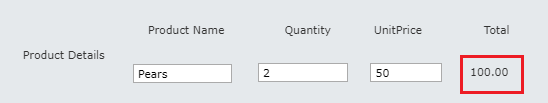 Product Name Quantity UnitPrice Total
Product Details
Pears 2 50 100.00